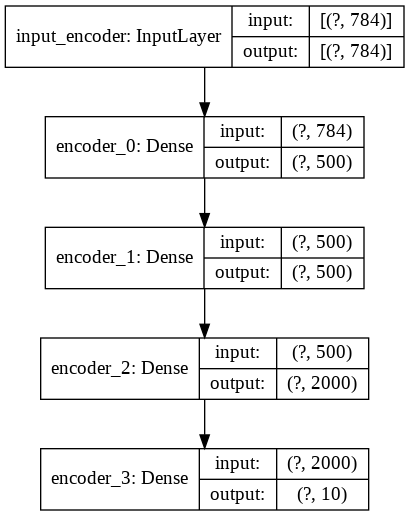 input_encoder: InputLayer
input:
[(?, 784)]
output:
[(?, 784)]
encoder_0: Dense
input:
(?, 784)
output:
(?, 500)
encoder_1: Dense
input:
(?, 500)
output:
(?, 500)
encoder_2: Dense
input:
(?, 500)
output:
(?, 2000)
encoder_3: Dense
input:
(?, 2000)
output:
(?, 10)